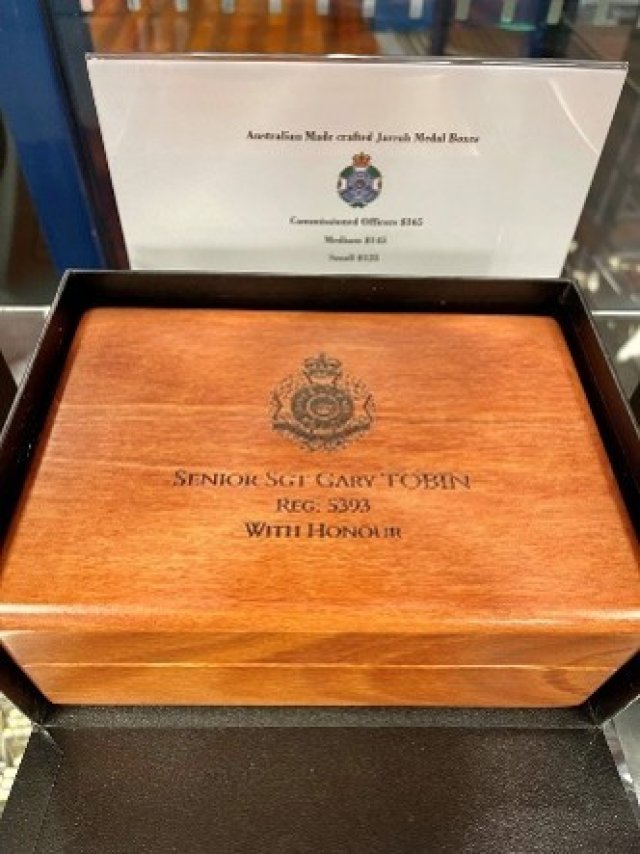 Australian Made crafted Jarrah Medal Boxes
Commissioned Officers $165
Medium $145
Small $125
SENIOR SGT GARY TOBIN
REG: 5393
WITH HONOUR